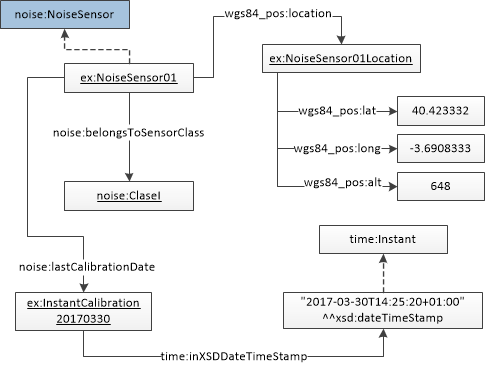 noise:NoiseSensor
wgs84_pos:location
ex:NoiseSensor01
ex:NoiseSensor01Location
wgs84_pos:lat
40.423332
noise:belongsToSensorClass
wgs84_pos:long
-3.6908333
wgs84_pos:alt
648
noise:ClaseI
time:Instant
noise:lastCalibrationDate
ex:InstantCalibration
20170330
"2017-03-30T14:25:20+01:00"
^^xsd:dateTimeStamp
time:inXSDDateTimeStamp